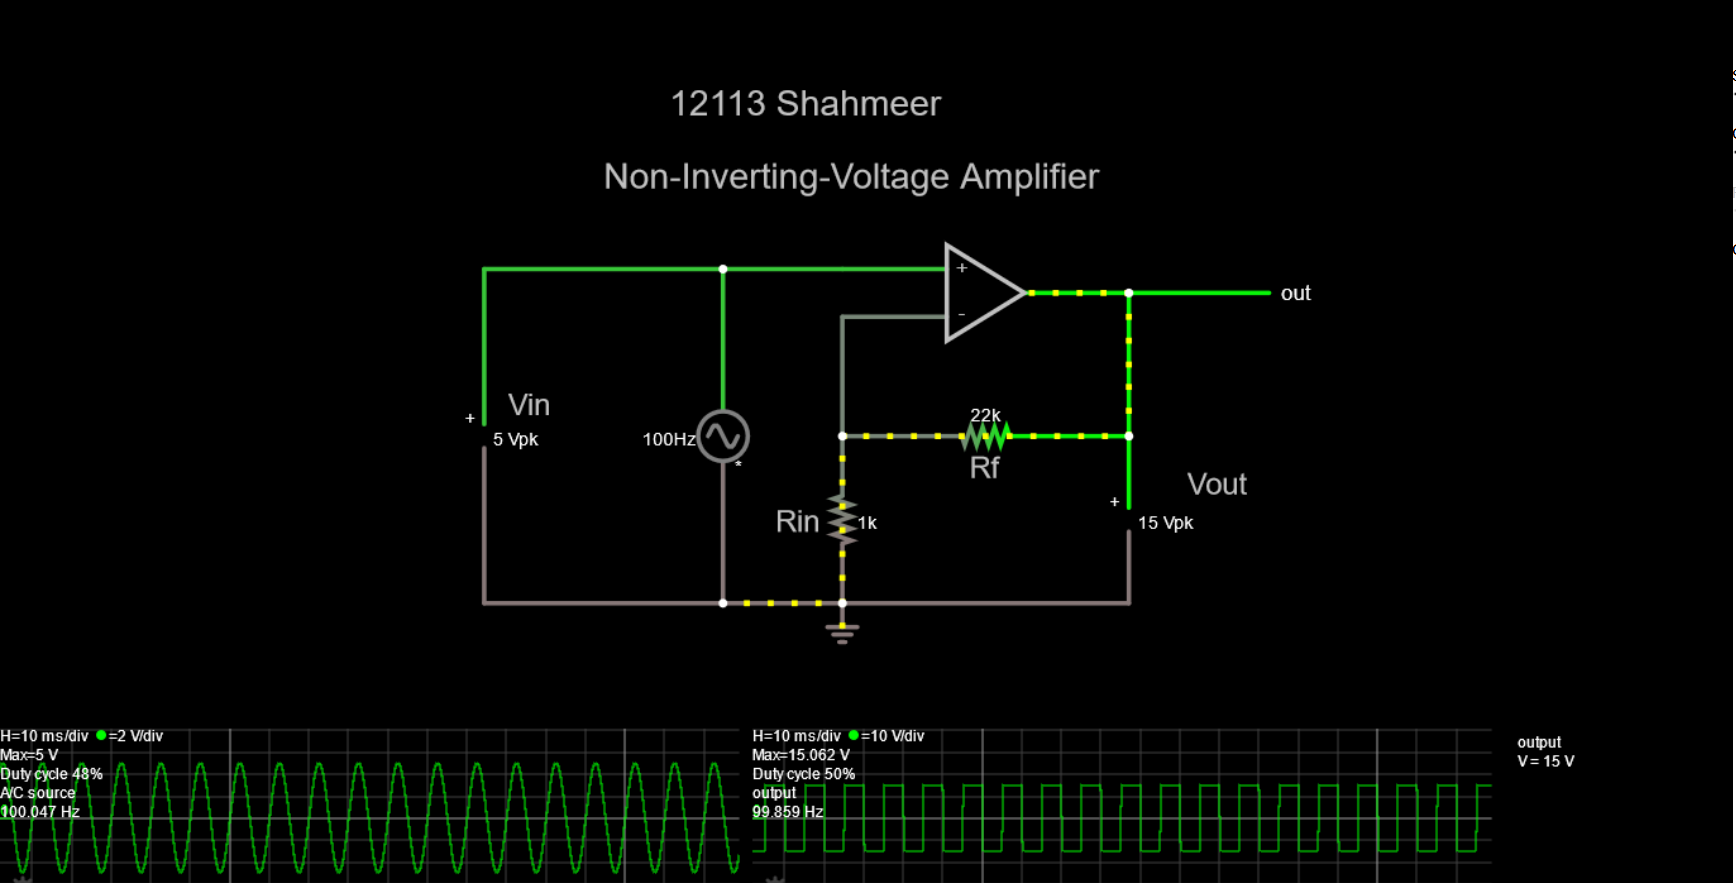 12113 Shahmeer
Non-Inverting-Voltage Amplifier
+
-
out
Vin
+
5 Vpk
100Hz
*
22k
Rf
Rin
1k
Vout
+
15 Vpk
H=10 ms/div =2 V/div
Max=5 V
Duty cycle 48%
A/C source
100.047 Hz
H=10 ms/div =10 V/div
Max=15.062 V
Duty cycle 50%
output
99.859 Hz
output
V = 15 V